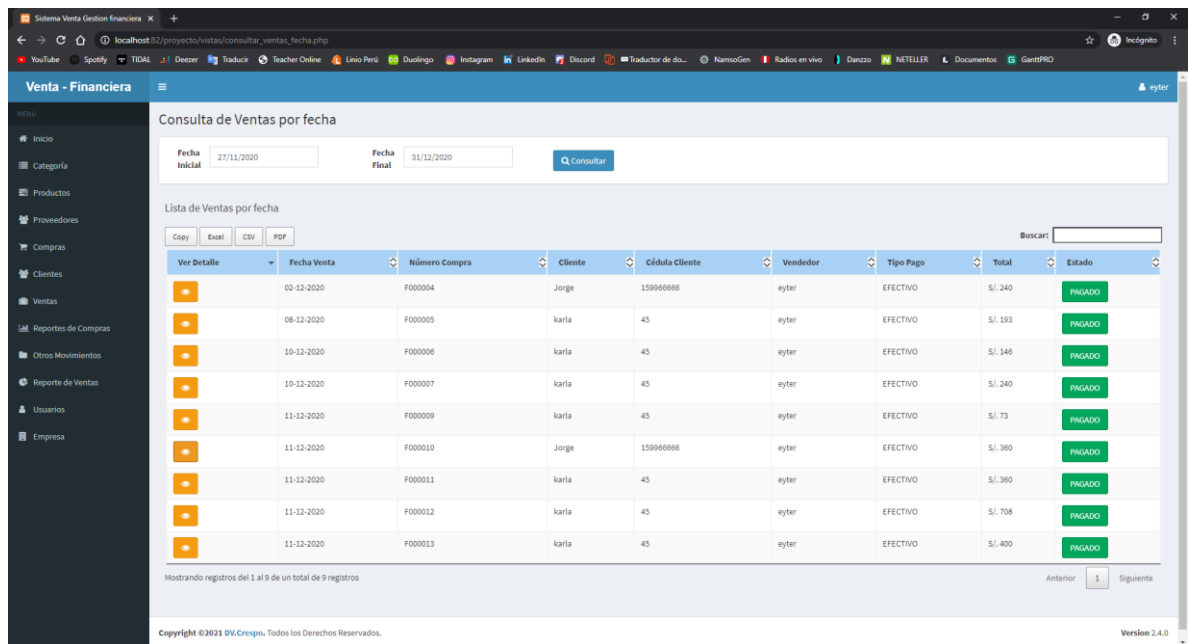 Sistema Venta Gestion financiera
Incógnito
localhost:82/proyecto/vistas/consultar_ventas_fecha.php
YouTube Spotify TIDAL Deezer Traducir Teacher Online Linio Perú Duolingo Instagram LinkedIn Discord Traductor de do... NamsoGen Radios en vivo Danzzo NETELLER Documentos GanttPRO
Venta - Financiera
eyter
MENU
Inicio
Categoría
Productos
Proveedores
Compras
Clientes
Ventas
Reportes de Compras
Otros Movimientos
Reporte de Ventas
Usuarios
Empresa
Consulta de Ventas por fecha
Fecha Inicial 27/11/2020 Fecha Final 31/12/2020 Consultar
Lista de Ventas por fecha
Copy Excel CSV PDF Buscar:
Ver Detalle Fecha Venta Número Compra Cliente Cédula Cliente Vendedor Tipo Pago Total Estado
02-12-2020 F000004 Jorge 159966666 eyter EFECTIVO S/. 240 PAGADO
08-12-2020 F000005 karla 45 eyter EFECTIVO S/. 193 PAGADO
10-12-2020 F000006 karla 45 eyter EFECTIVO S/. 146 PAGADO
10-12-2020 F000007 karla 45 eyter EFECTIVO S/. 240 PAGADO
11-12-2020 F000009 karla 45 eyter EFECTIVO S/. 73 PAGADO
11-12-2020 F000010 Jorge 159966666 eyter EFECTIVO S/. 360 PAGADO
11-12-2020 F000011 karla 45 eyter EFECTIVO S/. 360 PAGADO
11-12-2020 F000012 karla 45 eyter EFECTIVO S/. 708 PAGADO
11-12-2020 F000013 karla 45 eyter EFECTIVO S/. 400 PAGADO
Mostrando registros del 1 al 9 de un total de 9 registros
Anterior 1 Siguiente
Copyright ©2021 DV.Crespo. Todos los Derechos Reservados.
Version 2.4.0